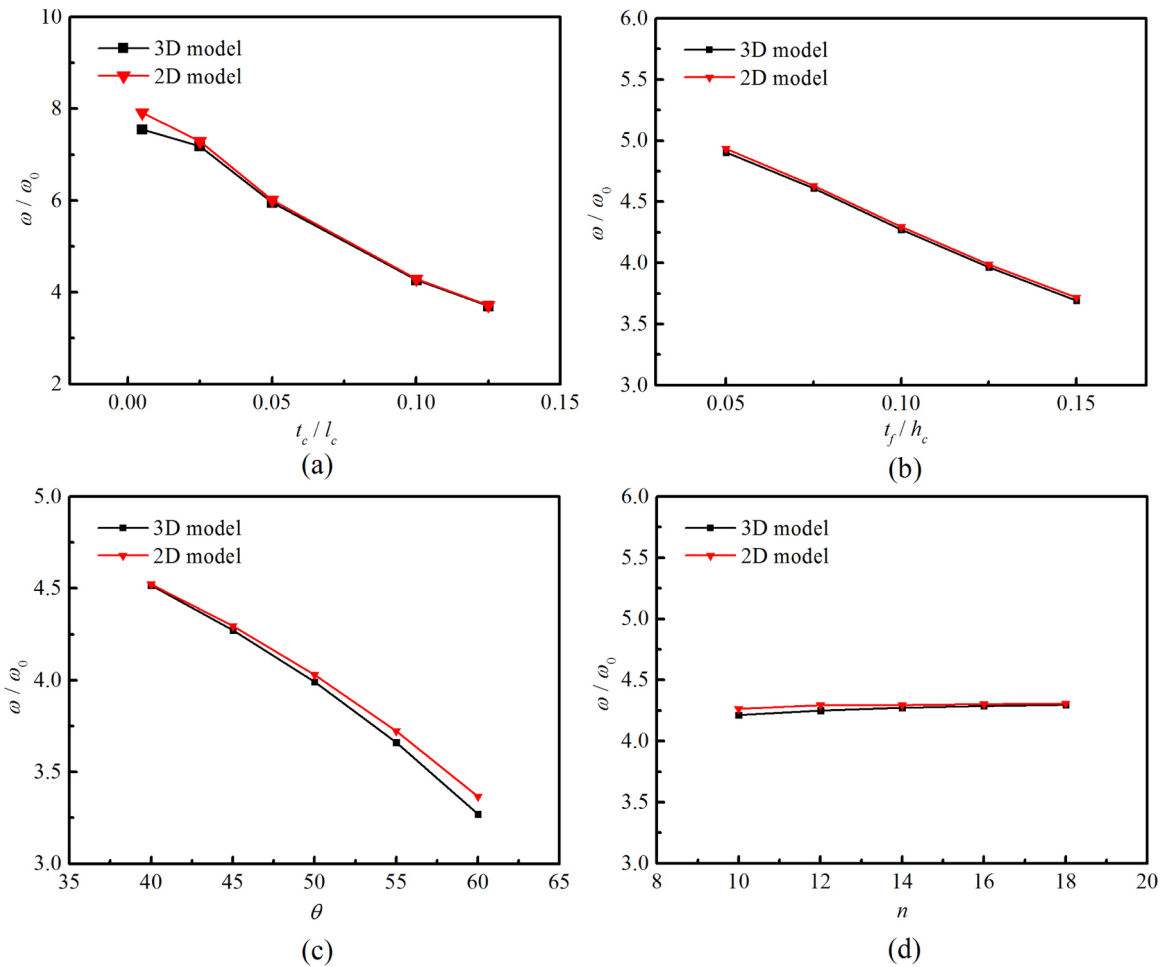 10
8
6
4
2
ω / ω0
3D model
2D model
0.00 0.05 0.10 0.15
tc / lc
(a)
6.0
5.5
5.0
4.5
4.0
3.5
3.0
ω / ω0
3D model
2D model
0.05 0.10 0.15
tf / hc
(b)
5.0
4.5
4.0
3.5
3.0
ω / ω0
3D model
2D model
35 40 45 50 55 60 65
θ
(c)
6.0
5.5
5.0
4.5
4.0
3.5
3.0
ω / ω0
3D model
2D model
8 10 12 14 16 18 20
n
(d)